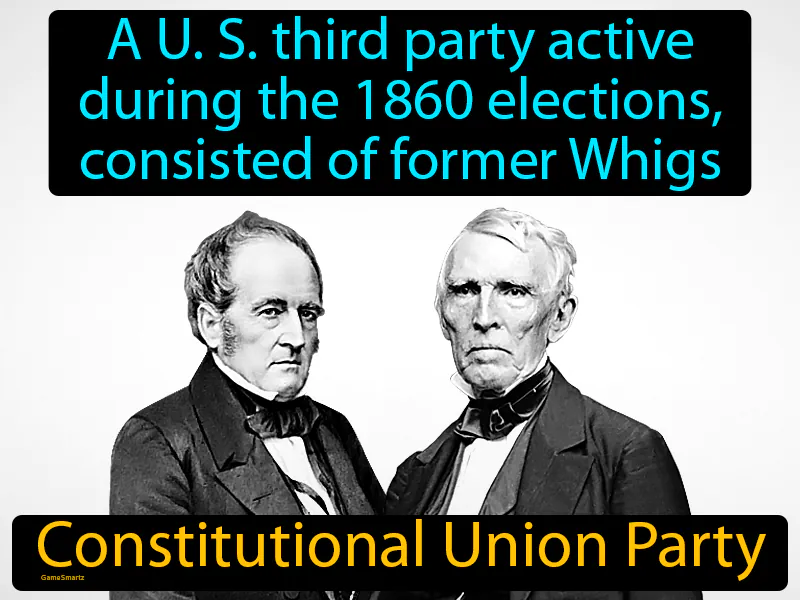 A U. S. third party active
during the 1860 elections,
consisted of former Whigs
Constitutional Union Party
GameSmartz